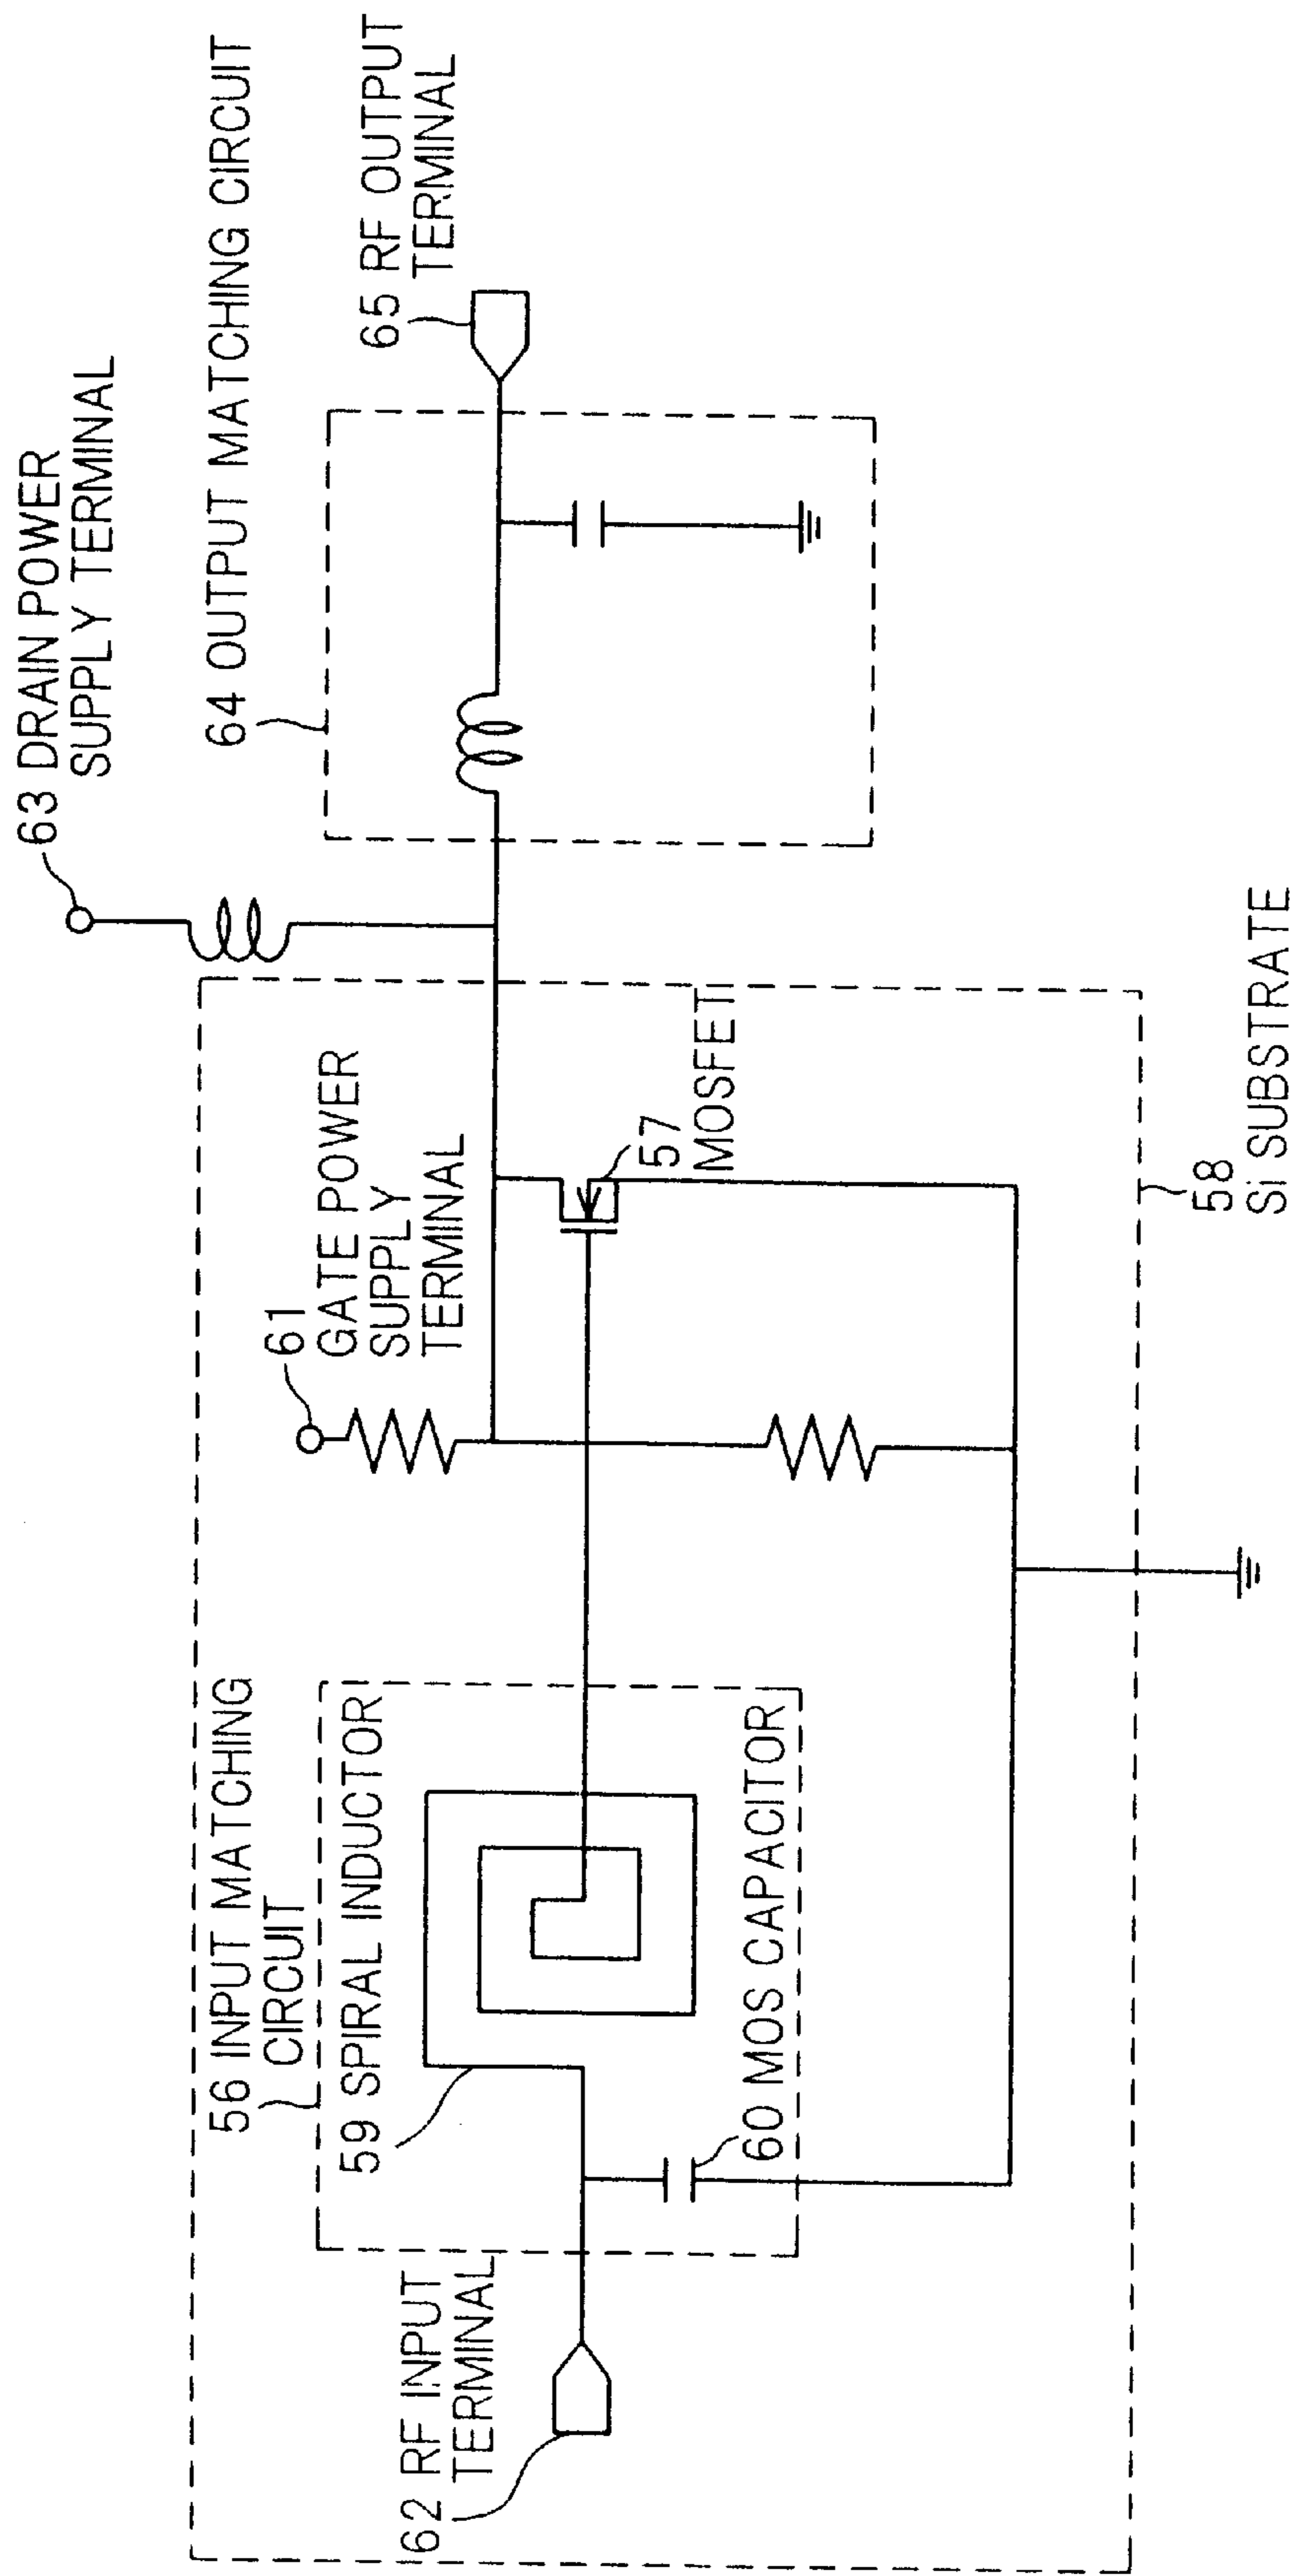 63 DRAIN POWER
SUPPLY TERMINAL
64 OUTPUT MATCHING CIRCUIT
65 RF OUTPUT
TERMINAL
61
GATE POWER
SUPPLY
TERMINAL
57
MOSFET
56 INPUT MATCHING
CIRCUIT
59 SPIRAL INDUCTOR
60 MOS CAPACITOR
62 RF INPUT
TERMINAL
58
Si SUBSTRATE